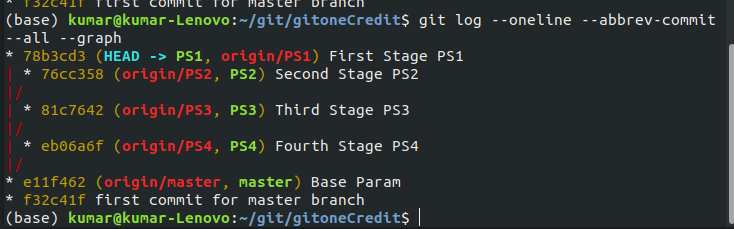 * f32c41f first commit for master branch
(base) kumar@kumar-Lenovo:~/git/gitoneCredit$ git log --oneline --abbrev-commit
--all --graph
* 78b3cd3 (HEAD -> PS1, origin/PS1) First Stage PS1
| * 76cc358 (origin/PS2, PS2) Second Stage PS2
|/
| * 81c7642 (origin/PS3, PS3) Third Stage PS3
|/
| * eb06a6f (origin/PS4, PS4) Fourth Stage PS4
|/
* e11f462 (origin/master, master) Base Param
* f32c41f first commit for master branch
(base) kumar@kumar-Lenovo:~/git/gitoneCredit$